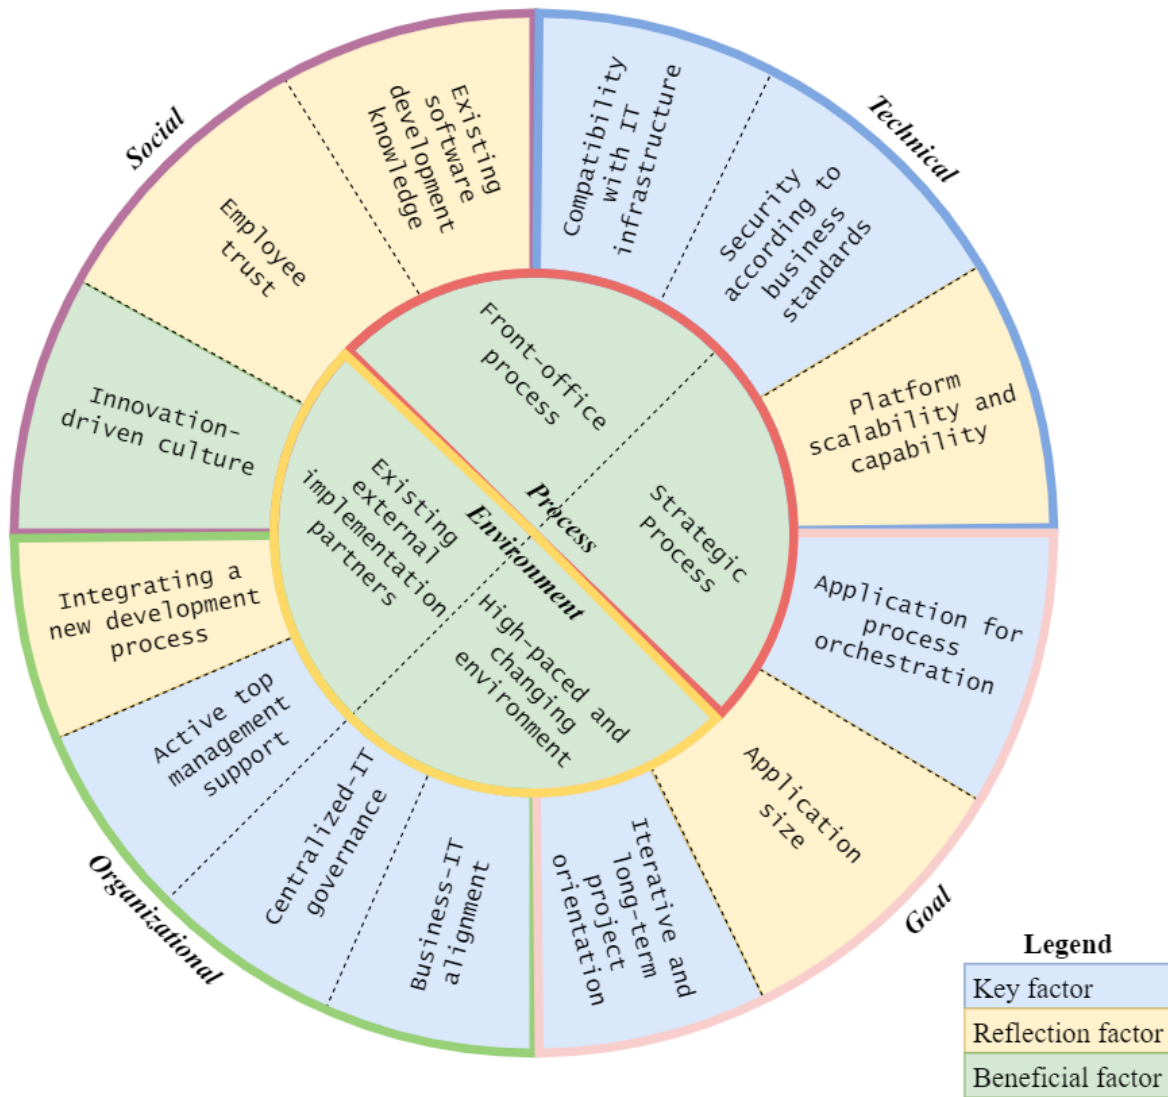 Social
Existing
software
development
knowledge
Employee
trust
Innovation-
driven culture
Technical
Compatibility
with IT
infrastructure
Security
according to
business
standards
Platform
scalability and
capability
Process
Front-office
process
Strategic
Process
Environment
Existing
external
implementation
partners
High-paced and
changing
environment
Organizational
Integrating a
new development
process
Active top
management
support
Centralized-IT
governance
Business-IT
alignment
Goal
Application for
process
orchestration
Application
size
Iterative and
long-term
project
orientation
Legend
Key factor
Reflection factor
Beneficial factor